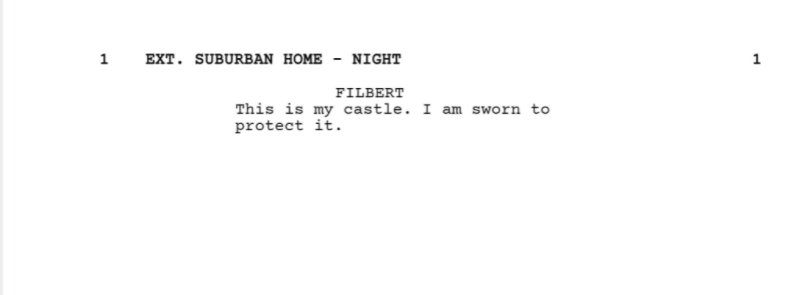 1 EXT. SUBURBAN HOME - NIGHT 1
FILBERT
This is my castle. I am sworn to
protect it.